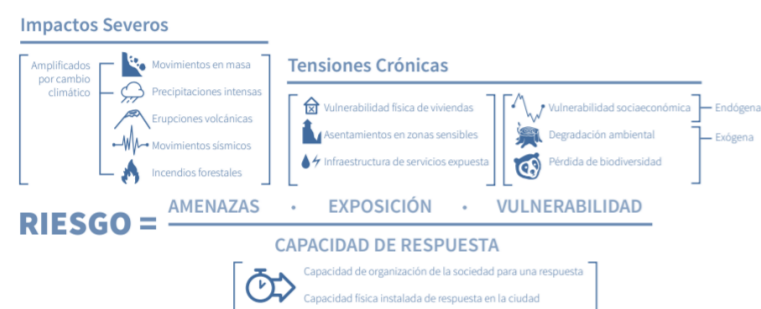 Impactos Severos
Amplificados
por cambio
climático
Movimientos en masa
Precipitaciones intensas
Erupciones volcánicas
Movimientos sísmicos
Incendios forestales
Tensiones Crónicas
Vulnerabilidad física de viviendas
Asentamientos en zonas sensibles
Infraestructura de servicios expuesta
Vulnerabilidad sociaeconómica
Degradación ambiental
Pérdida de biodiversidad
Endógena
Exógena
RIESGO =
AMENAZAS • EXPOSICIÓN • VULNERABILIDAD
CAPACIDAD DE RESPUESTA
Capacidad de organización de la sociedad para una respuesta
Capacidad física instalada de respuesta en la ciudad